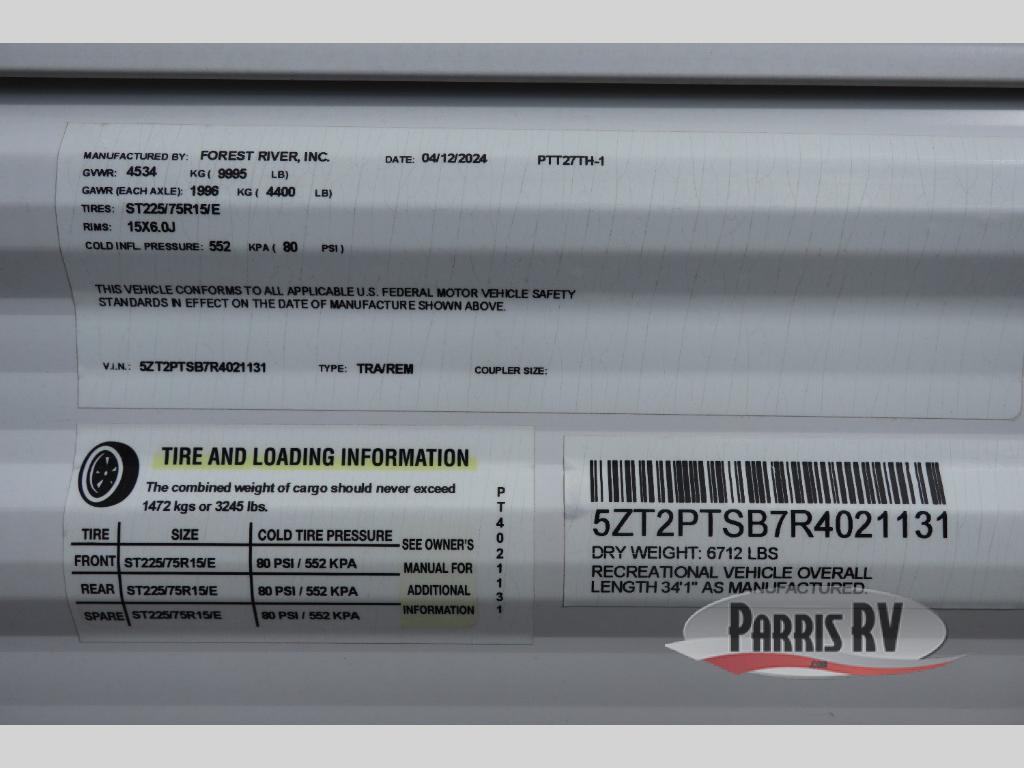 MANUFACTURED BY: FOREST RIVER, INC. DATE: 04/12/2024 PTT27TH-1
GVWR: 4534 KG ( 9995 LB)
GAWR (EACH AXLE): 1996 KG ( 4400 LB)
TIRES: ST225/75R15/E
RIMS: 15X6.0J
COLD INFL. PRESSURE: 552 KPA ( 80 PSI )
THIS VEHICLE CONFORMS TO ALL APPLICABLE U.S. FEDERAL MOTOR VEHICLE SAFETY
STANDARDS IN EFFECT ON THE DATE OF MANUFACTURE SHOWN ABOVE.
V.I.N.: 5ZT2PTSB7R4021131 TYPE: TRA/REM COUPLER SIZE:
TIRE AND LOADING INFORMATION
The combined weight of cargo should never exceed
1472 kgs or 3245 lbs.
TIRE SIZE COLD TIRE PRESSURE
FRONT ST225/75R15/E 80 PSI / 552 KPA
REAR ST225/75R15/E 80 PSI / 552 KPA
SPARE ST225/75R15/E 80 PSI / 552 KPA
SEE OWNER'S
MANUAL FOR
ADDITIONAL
INFORMATION
PT4021131
5ZT2PTSB7R4021131
DRY WEIGHT: 6712 LBS
RECREATIONAL VEHICLE OVERALL
LENGTH 34'1" AS MANUFACTURED.
PARRIS RV
.com